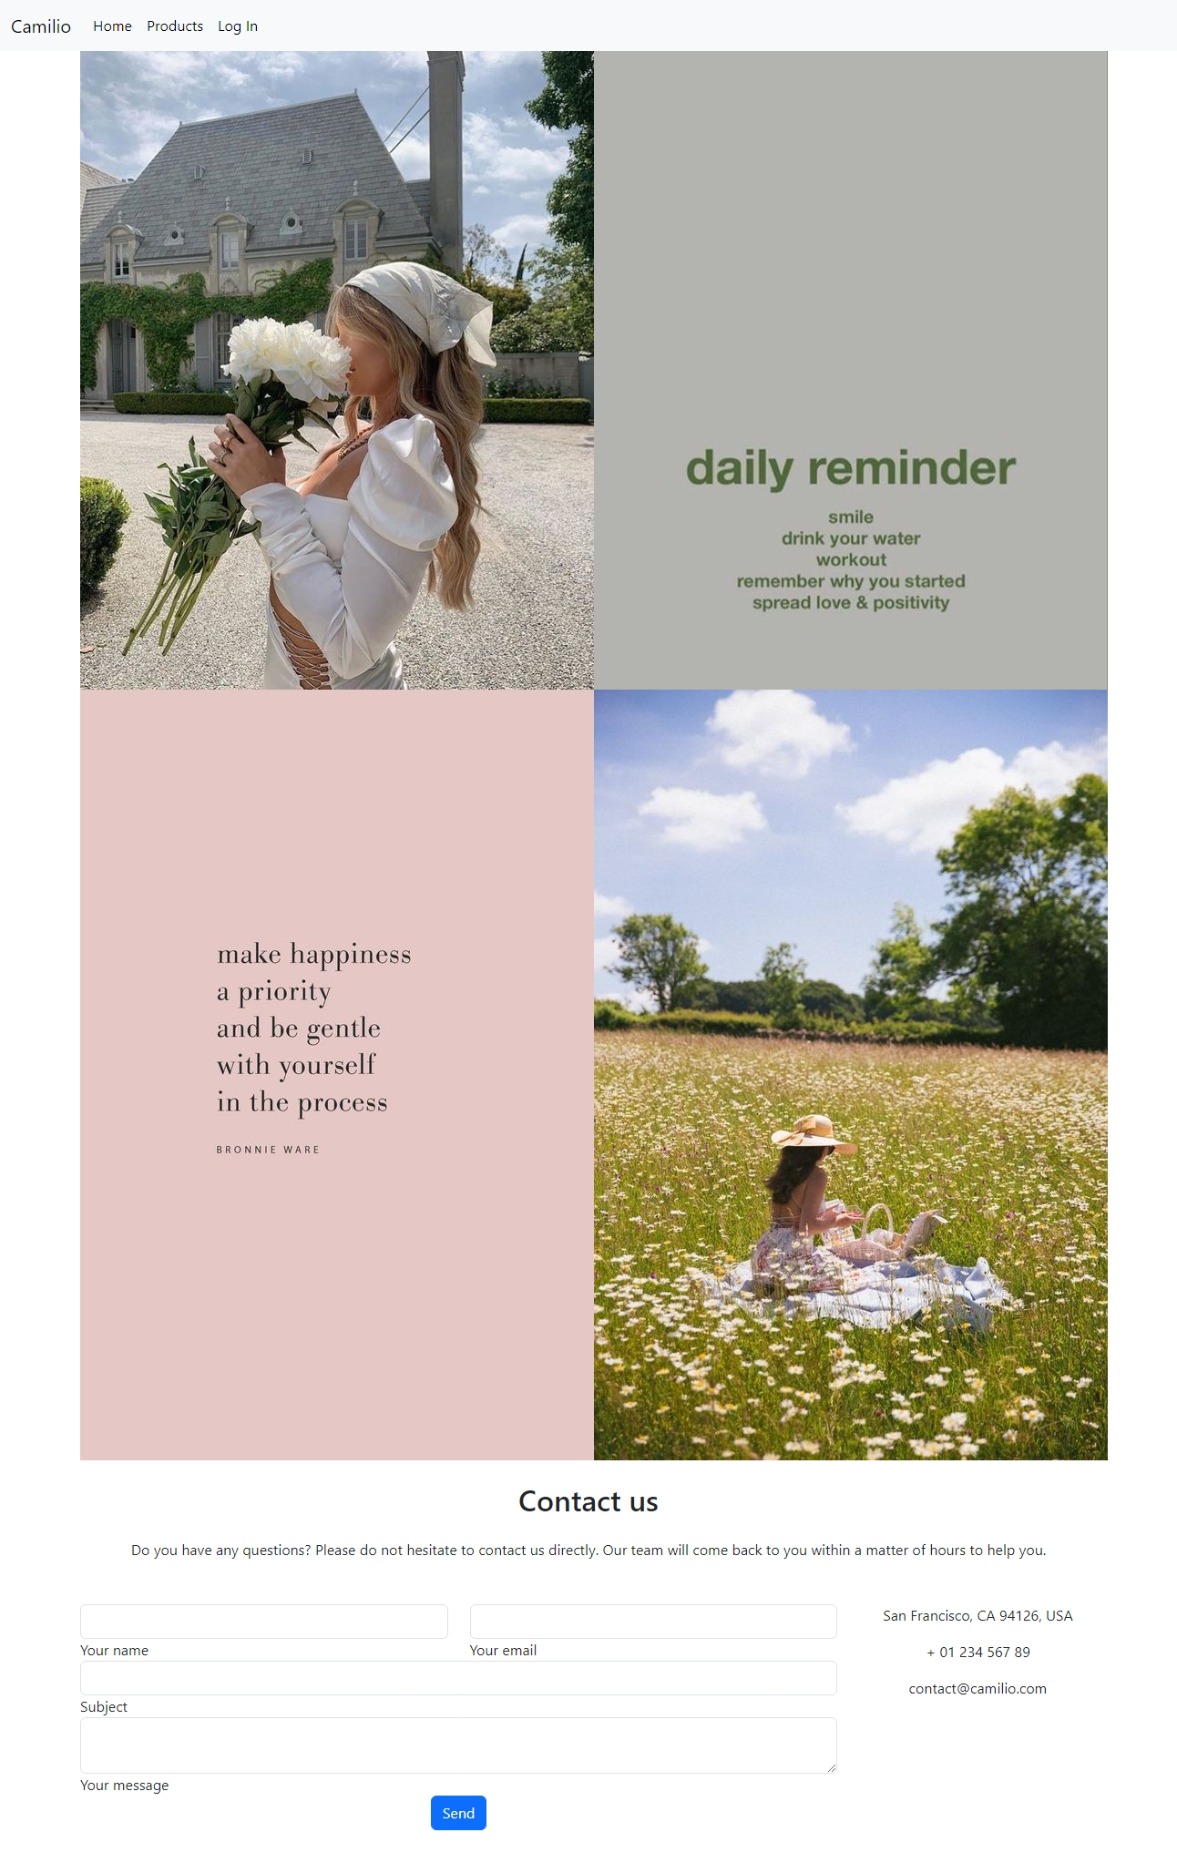 Camilio Home Products Log In
daily reminder
smile
drink your water
workout
remember why you started
spread love & positivity
make happiness
a priority
and be gentle
with yourself
in the process
BRONNIE WARE
Contact us
Do you have any questions? Please do not hesitate to contact us directly. Our team will come back to you within a matter of hours to help you.
Your name
Your email
Subject
Your message
Send
San Francisco, CA 94126, USA
+ 01 234 567 89
contact@camilio.com